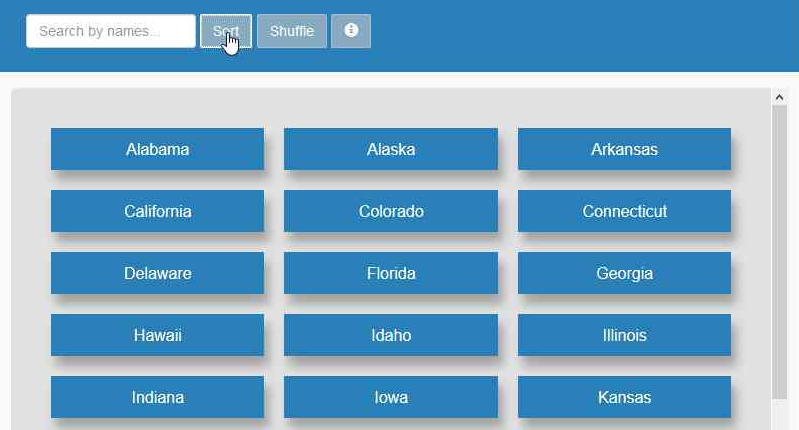 Search by names... Sort Shuffle
Alabama Alaska Arkansas
California Colorado Connecticut
Delaware Florida Georgia
Hawaii Idaho Illinois
Indiana Iowa Kansas